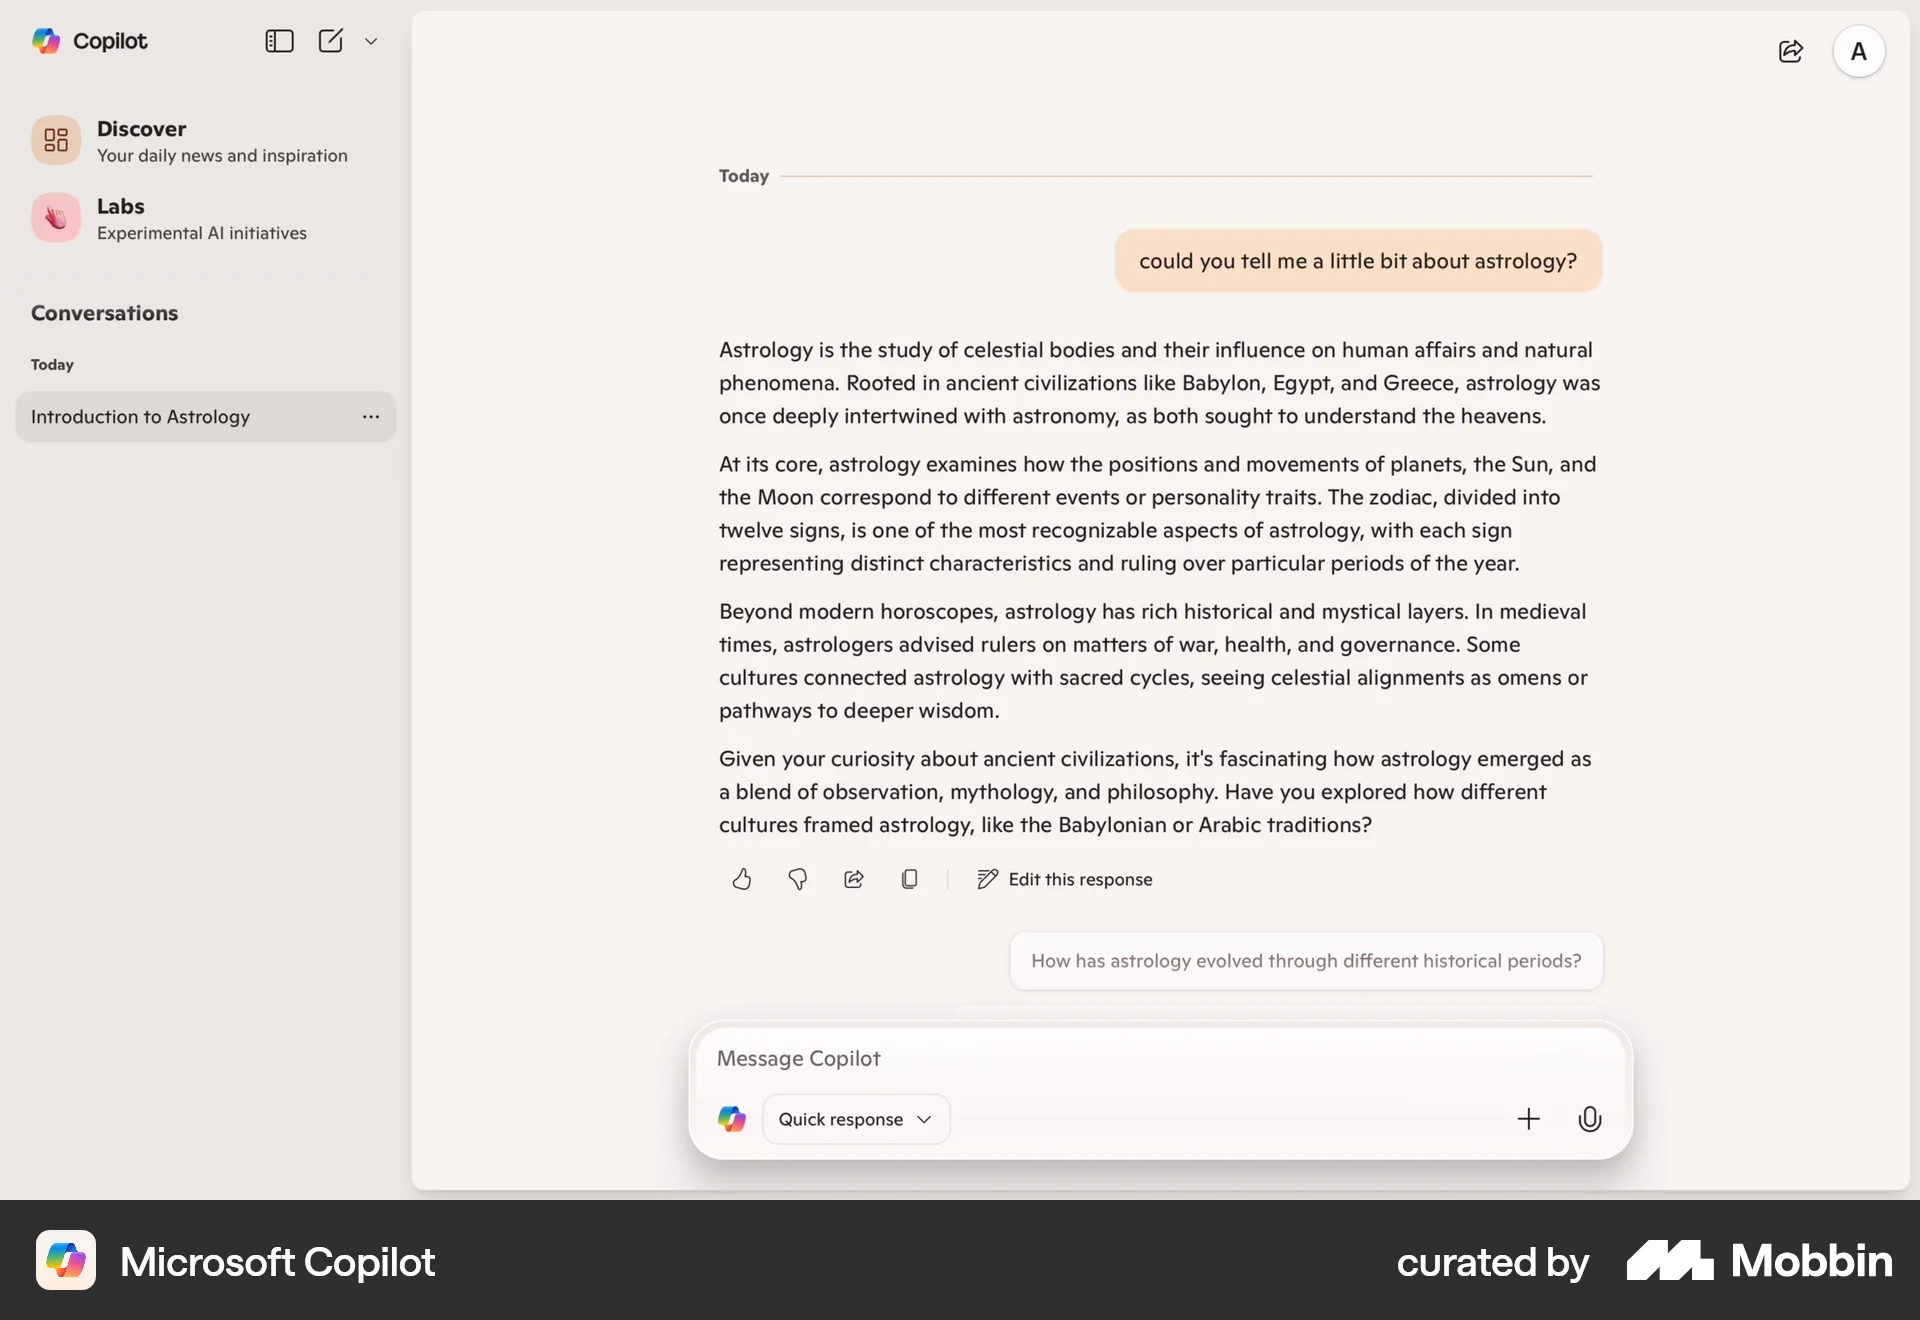 Copilot
Discover
Your daily news and inspiration
Labs
Experimental AI initiatives
Conversations
Today
Introduction to Astrology
A
Today
could you tell me a little bit about astrology?
Astrology is the study of celestial bodies and their influence on human affairs and natural
phenomena. Rooted in ancient civilizations like Babylon, Egypt, and Greece, astrology was
once deeply intertwined with astronomy, as both sought to understand the heavens.
At its core, astrology examines how the positions and movements of planets, the Sun, and
the Moon correspond to different events or personality traits. The zodiac, divided into
twelve signs, is one of the most recognizable aspects of astrology, with each sign
representing distinct characteristics and ruling over particular periods of the year.
Beyond modern horoscopes, astrology has rich historical and mystical layers. In medieval
times, astrologers advised rulers on matters of war, health, and governance. Some
cultures connected astrology with sacred cycles, seeing celestial alignments as omens or
pathways to deeper wisdom.
Given your curiosity about ancient civilizations, it's fascinating how astrology emerged as
a blend of observation, mythology, and philosophy. Have you explored how different
cultures framed astrology, like the Babylonian or Arabic traditions?
Edit this response
How has astrology evolved through different historical periods?
Message Copilot
Quick response
Microsoft Copilot
curated by Mobbin